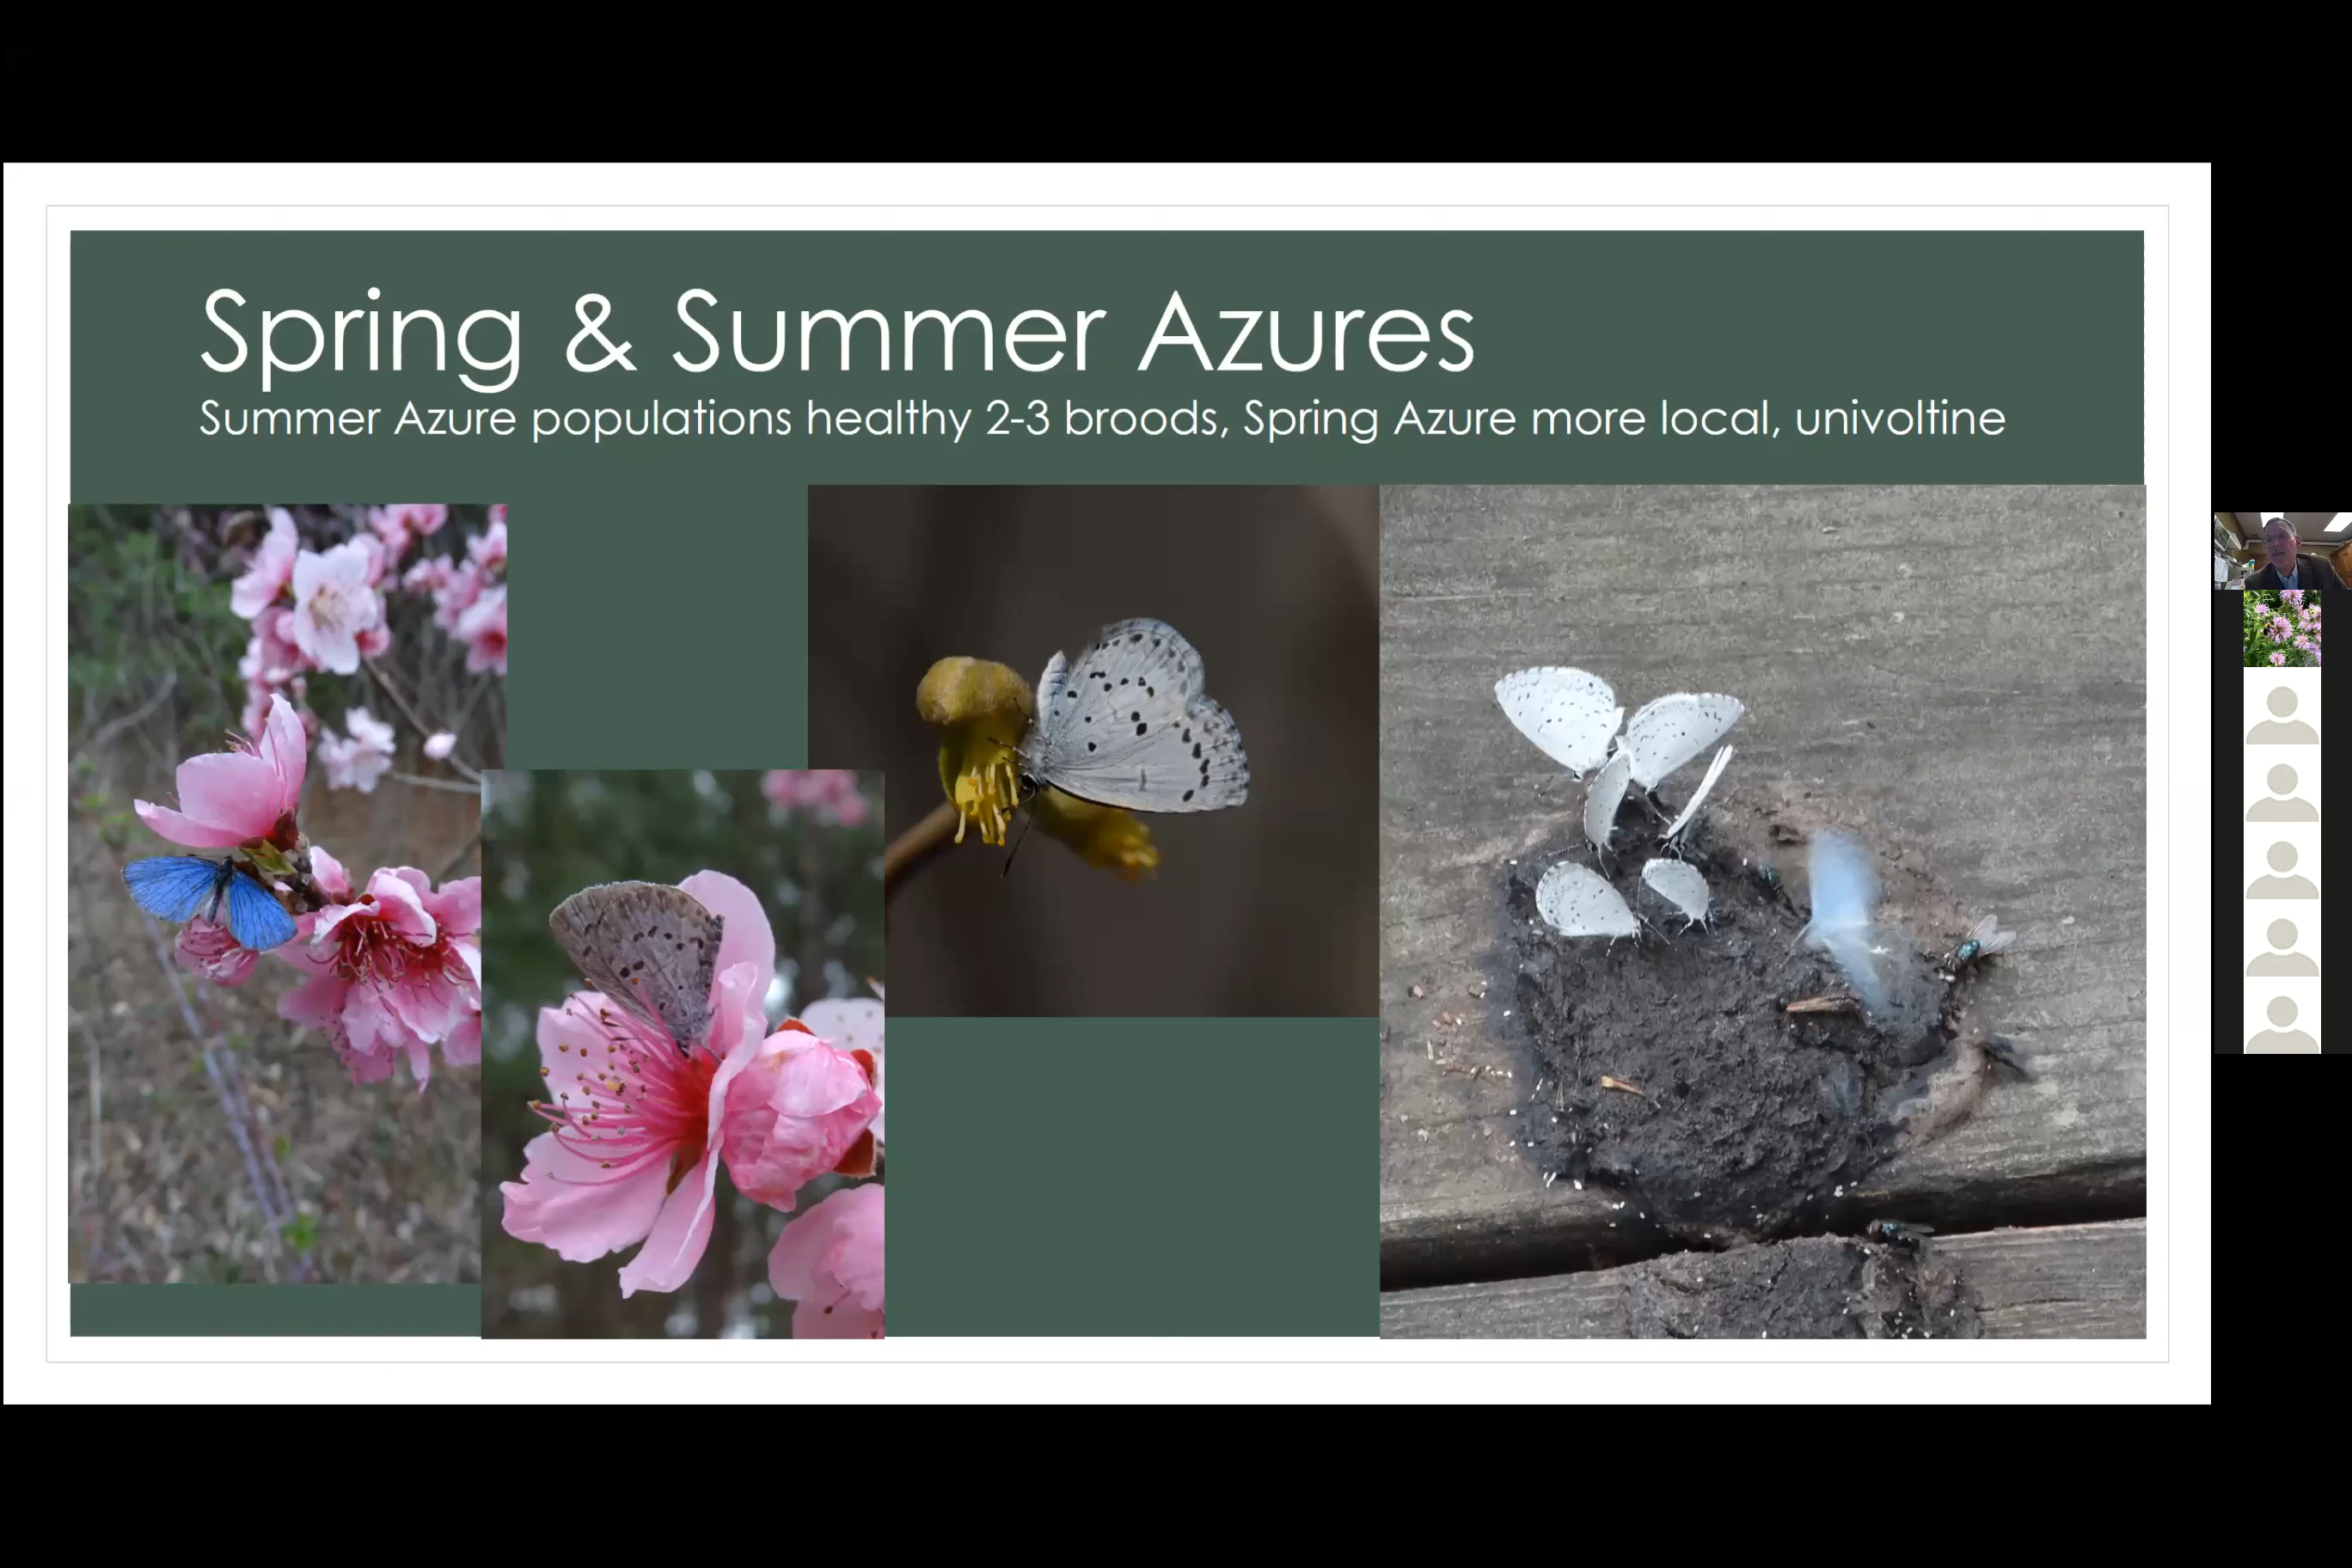 Spring & Summer Azures
Summer Azure populations healthy 2-3 broods, Spring Azure more local, univoltine